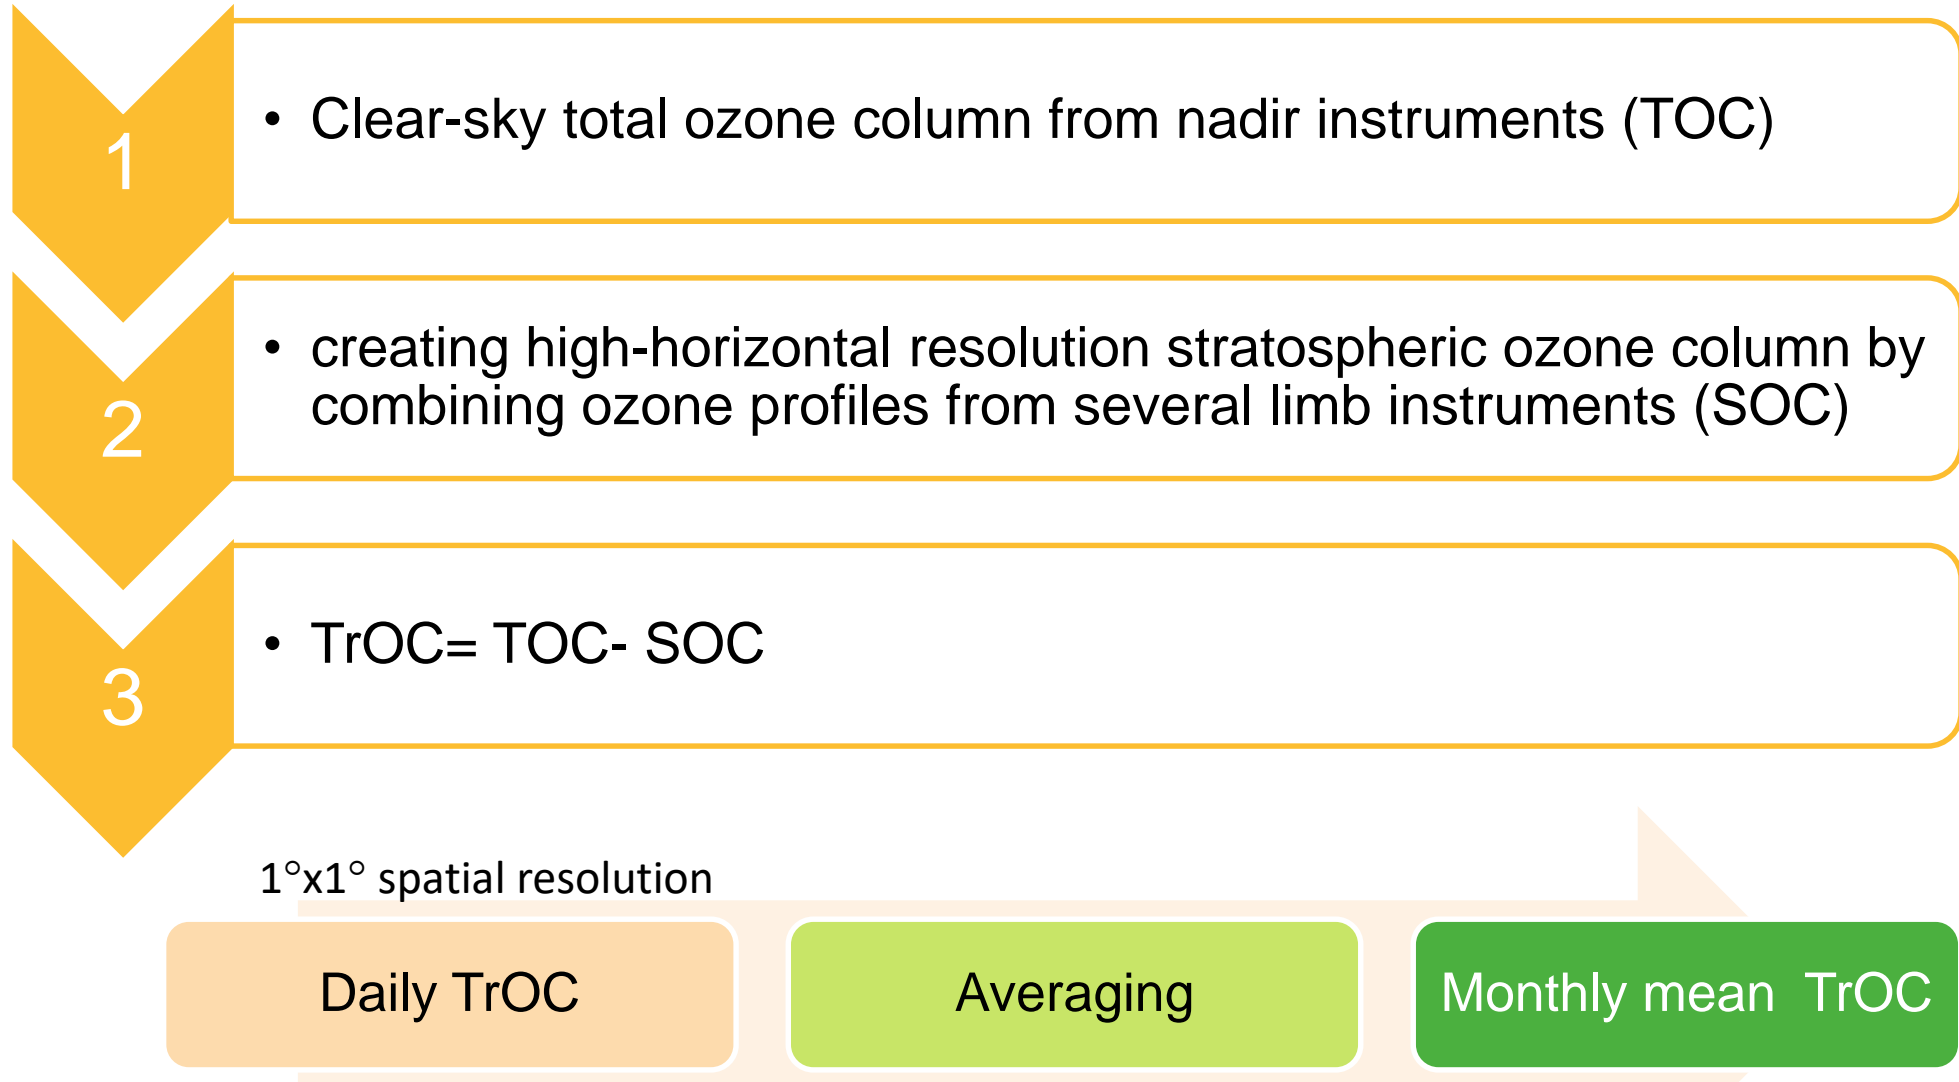 1
• Clear-sky total ozone column from nadir instruments (TOC)
2
• creating high-horizontal resolution stratospheric ozone column by
combining ozone profiles from several limb instruments (SOC)
3
• TrOC= TOC- SOC
1°x1° spatial resolution
Daily TrOC
Averaging
Monthly mean  TrOC